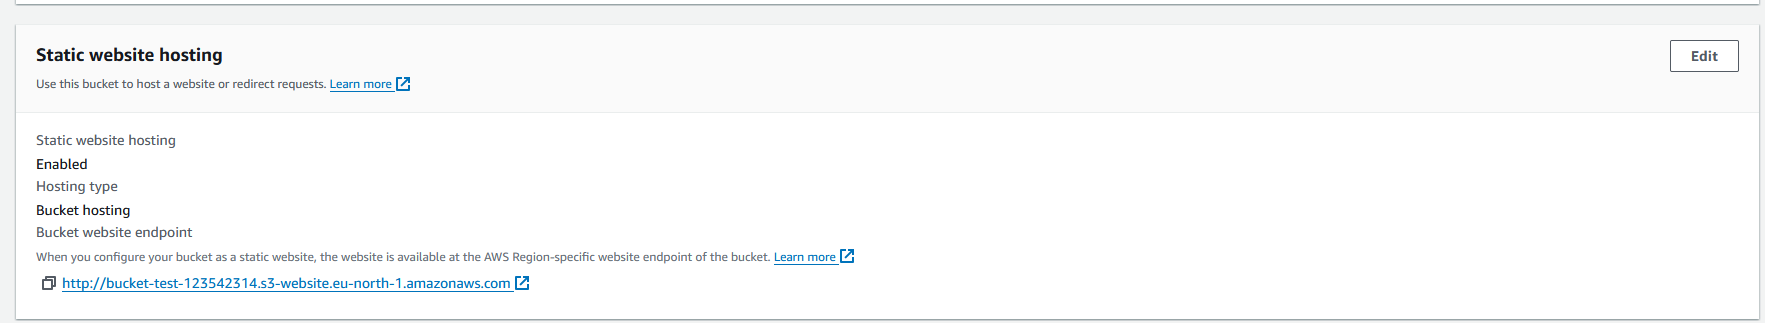 Static website hosting
Edit
Use this bucket to host a website or redirect requests. Learn more
Static website hosting
Enabled
Hosting type
Bucket hosting
Bucket website endpoint
When you configure your bucket as a static website, the website is available at the AWS Region-specific website endpoint of the bucket. Learn more
http://bucket-test-123542314.s3-website.eu-north-1.amazonaws.com